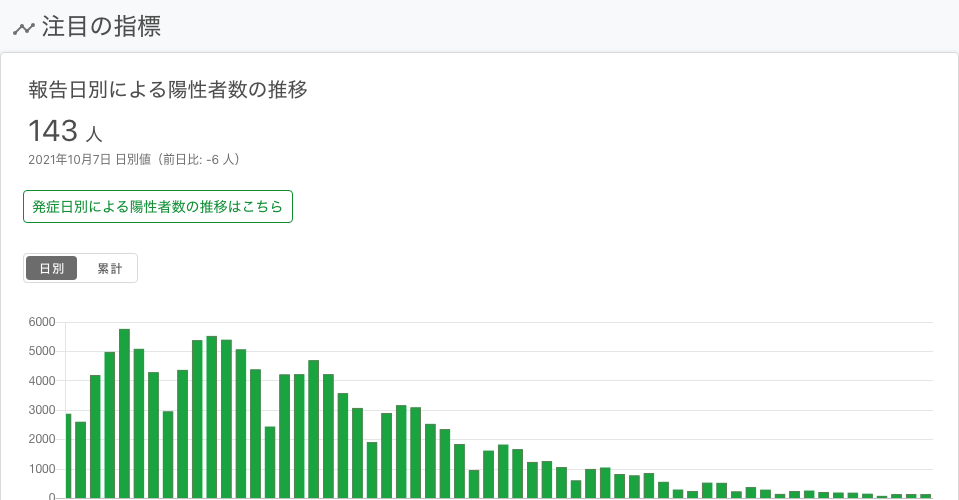 注目の指標
報告日別による陽性者数の推移
143 人
2021年10月7日 日別値（前日比: -6 人）
発症日別による陽性者数の推移はこちら
日別 累計
6000
5000
4000
3000
2000
1000
0